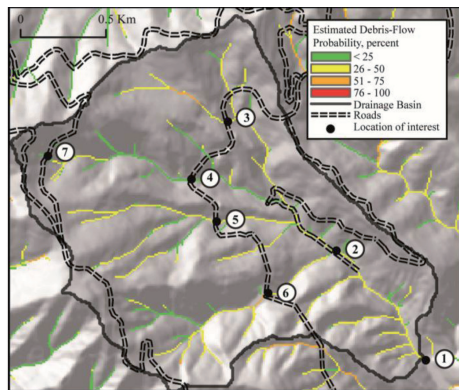 0 0.5 Km
Estimated Debris-Flow
Probability, percent
< 25
26 - 50
51 - 75
76 - 100
Drainage Basin
Roads
Location of interest
3
7
4
5
2
6
1